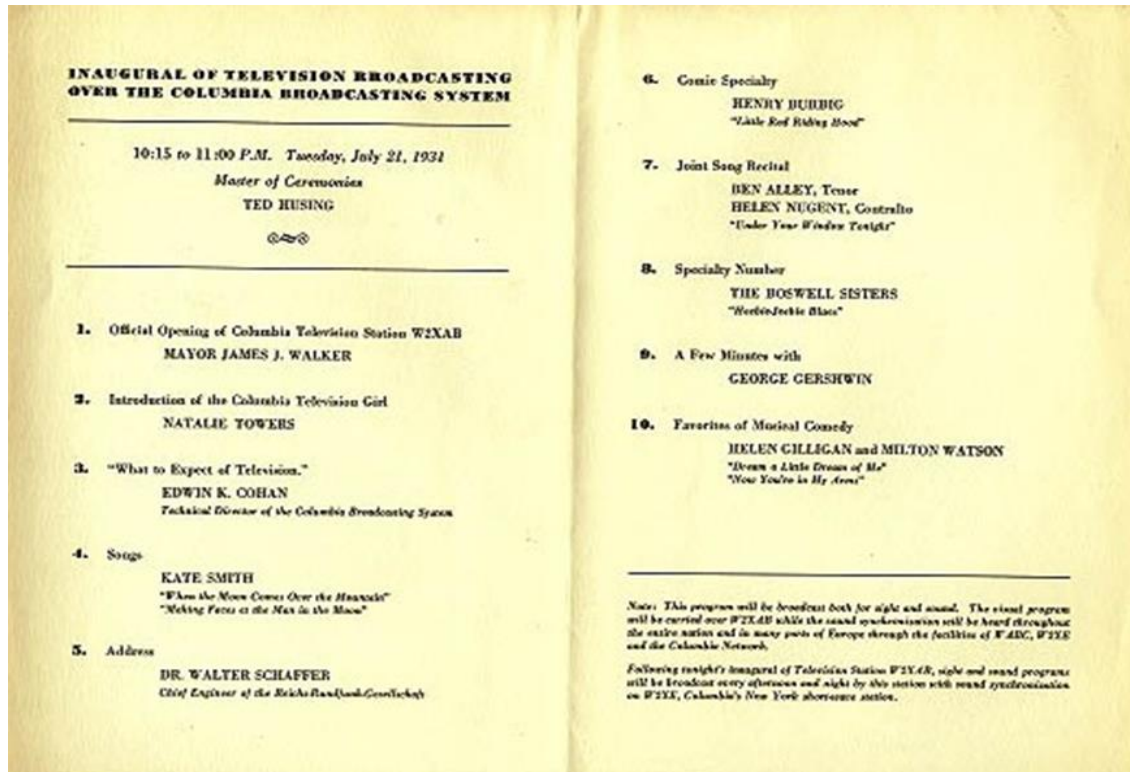 INAUGURAL OF TELEVISION BROADCASTING
OVER THE COLUMBIA BROADCASTING SYSTEM
10:15 to 11:00 P.M. Tuesday, July 21, 1931
Master of Ceremonies
TED HUSING
1. Official Opening of Columbia Television Station W2XAB
MAYOR JAMES J. WALKER
2. Introduction of the Columbia Television Girl
NATALIE TOWERS
3. "What to Expect of Television."
EDWIN K. COHAN
Technical Director of the Columbia Broadcasting System
4. Songs
KATE SMITH
"When the Moon Comes Over the Mountain"
"Making Faces at the Man in the Moon"
5. Address
DR. WALTER SCHAFFER
Chief Engineer of the Reichs-Rundfunk-Gesellschaft
6. Comic Specialty
HENRY BURBIG
"Little Red Riding Hood"
7. Joint Song Recital
BEN ALLEY, Tenor
HELEN NUGENT, Contralto
"Under Your Window Tonight"
8. Specialty Number
THE BOSWELL SISTERS
"Heebie-Jeebie Blues"
9. A Few Minutes with
GEORGE GERSHWIN
10. Favorites of Musical Comedy
HELEN GILLIGAN and MILTON WATSON
"Dream a Little Dream of Me"
"Now You're in My Arms"
Note: This program will be broadcast both for sight and sound. The visual program
will be carried over W2XAB while the sound synchronization will be heard throughout
the entire nation and in many parts of Europe through the facilities of WABC, W2XE
and the Columbia Network.
Following tonight's inaugural of Television Station W2XAB, sight and sound programs
will be broadcast every afternoon and night by this station with sound synchronization
on W2XE, Columbia's New York short-wave station.